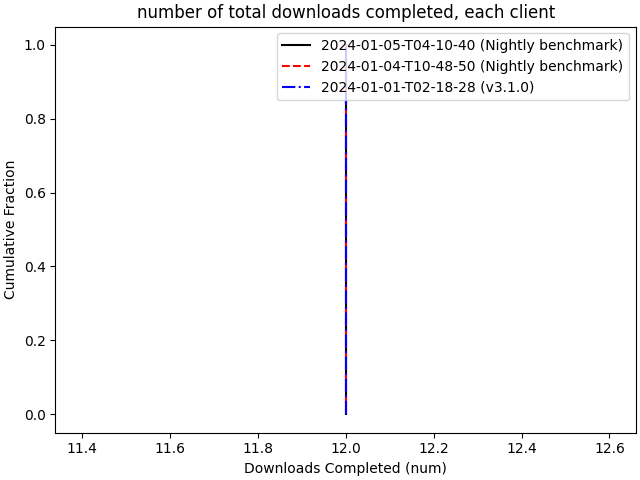 number of total downloads completed, each client
1.0
0.8
0.6
0.4
0.2
0.0
Cumulative Fraction
2024-01-05-T04-10-40 (Nightly benchmark)
2024-01-04-T10-48-50 (Nightly benchmark)
2024-01-01-T02-18-28 (v3.1.0)
11.4 11.6 11.8 12.0 12.2 12.4 12.6
Downloads Completed (num)